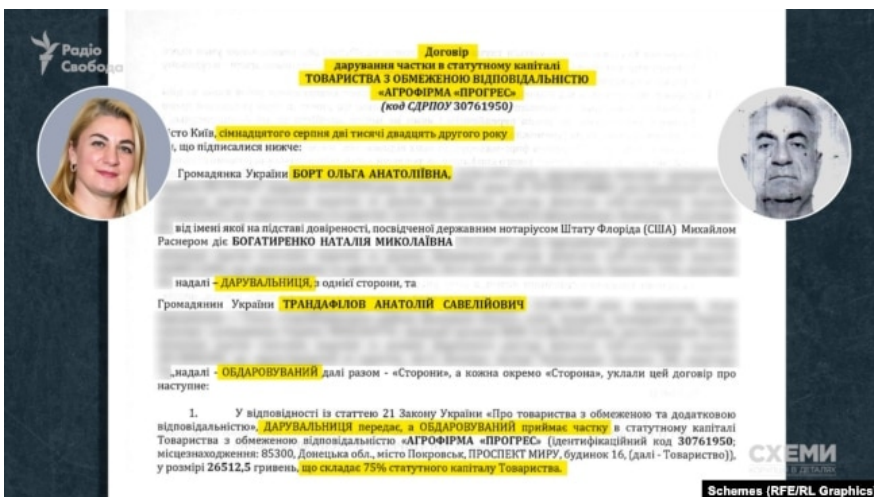 Радіо
Свобода
Договір
дарування частки в статутному капіталі
ТОВАРИСТВА З ОБМЕЖЕНОЮ ВІДПОВІДАЛЬНІСТЮ
«АГРОФІРМА «ПРОГРЕС»
(код ЄДРПОУ 30761950)
істо Київ, сімнадцятого серпня дві тисячі двадцять другого року
що підписалися нижче:
Громадянка України БОРТ ОЛЬГА АНАТОЛІЇВНА,
від імені якої на підставі довіреності, посвідченої державним нотаріусом Штату Флоріда (США) Михайлом
Раснером діє БОГАТИРЕНКО НАТАЛІЯ МИКОЛАЇВНА
надалі – ДАРУВАЛЬНИЦЯ, з однієї сторони, та
Громадянин України ТРАНДАФІЛОВ АНАТОЛІЙ САВЕЛІЙОВИЧ
„надалі - ОБДАРОВУВАНИЙ далі разом - «Сторони», а кожна окремо «Сторона», уклали цей договір про
наступне:
1. У відповідності із статтею 21 Закону України «Про товариства з обмеженою та додатковою
відповідальністю», ДАРУВАЛЬНИЦЯ передає, а ОБДАРОВУВАНИЙ приймає частку в статутному капіталі
Товариства з обмеженою відповідальністю «АГРОФІРМА «ПРОГРЕС» (ідентифікаційний код 30761950;
місцезнаходження: 85300, Донецька обл., місто Покровськ, ПРОСПЕКТ МИРУ, будинок 16, (далі - Товариство)),
у розмірі 26512,5 гривень, що складає 75% статутного капіталу Товариства.
СХЕМИ
КОРУПЦІЯ В ДЕТАЛЯХ
Schemes (RFE/RL Graphics)